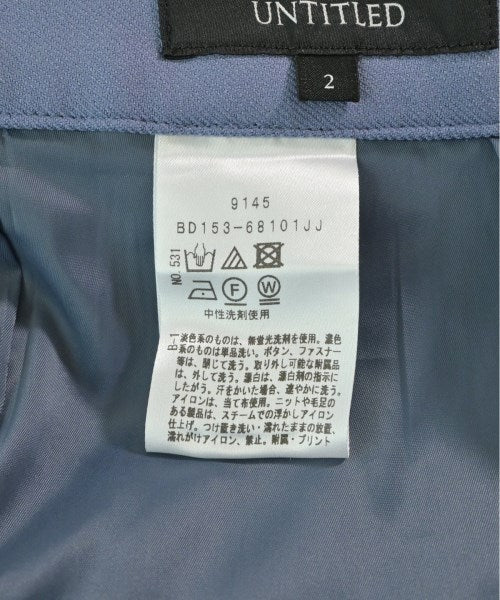 UNTITLED
2
9145
BD153-68101JJ
NO.531
F W
中性洗剤使用
B-1
淡色系のものは、無蛍光洗剤を使用。濃色
系のものは単品洗い。ボタン、ファスナー
等は、閉じて洗う。取り外し可能な附属品
は、外して洗う。漂白は、漂白剤の指示に
したがう。汗をかいた場合、速やかに洗う。
アイロンは、当て布使用。ニットや毛足の
ある製品は、スチームでの浮かしアイロン
仕上げ。つけ置き洗い・濡れたままの放置、
濡れがけアイロン、禁止。附属・プリント